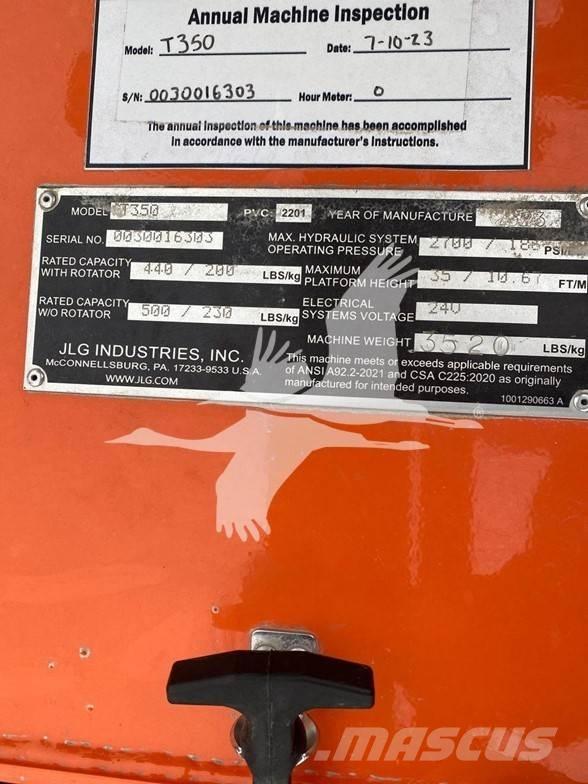 Annual Machine Inspection
Model: T350 Date: 7-10-23
S/N: 0030016303 Hour Meter: 0
The annual inspection of this machine has been accomplished
in accordance with the manufacturer's instructions.
MODEL T350 PVC: 2201 YEAR OF MANUFACTURE
SERIAL NO. 0030016303 MAX. HYDRAULIC SYSTEM
OPERATING PRESSURE 2700 /
RATED CAPACITY
WITH ROTATOR 440 / 200 LBS/kg MAXIMUM
PLATFORM HEIGHT 35 / 10.67 FT/M
RATED CAPACITY
W/O ROTATOR 500 / 230 LBS/kg ELECTRICAL
SYSTEMS VOLTAGE 24V
MACHINE WEIGHT 3520 LBS/kg
JLG INDUSTRIES, INC.
McCONNELLSBURG, PA. 17233-9533 U.S.A.
WWW.JLG.COM
This machine meets or exceeds applicable requirements
of ANSI A92.2-2021 and CSA C225:2020 as originally
manufactured for intended purposes.
1001290663 A
MASCUS